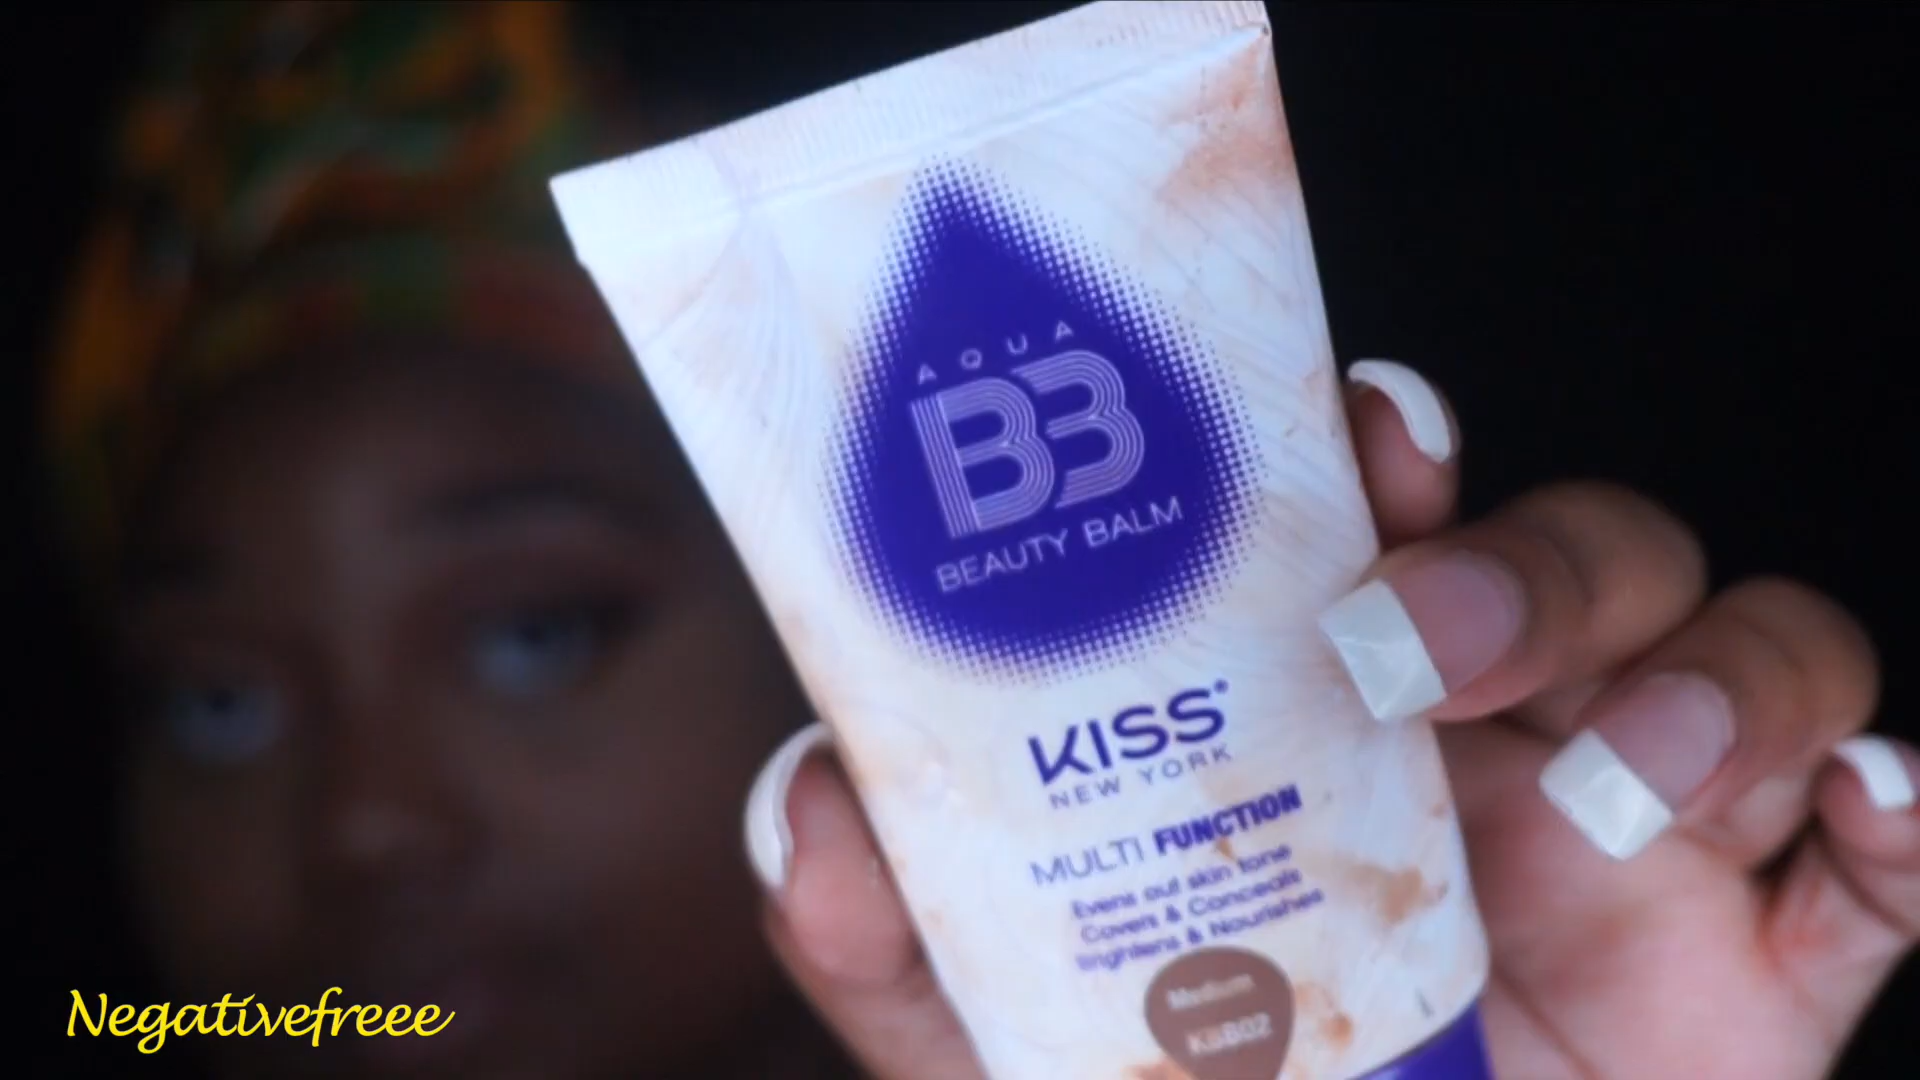 AQUA
BB
BEAUTY BALM
KISS
NEW YORK
MULTI FUNCTION
Evens out skin tone
Covers & Conceals
Brightens & Nourishes
Medium
Negativefreee